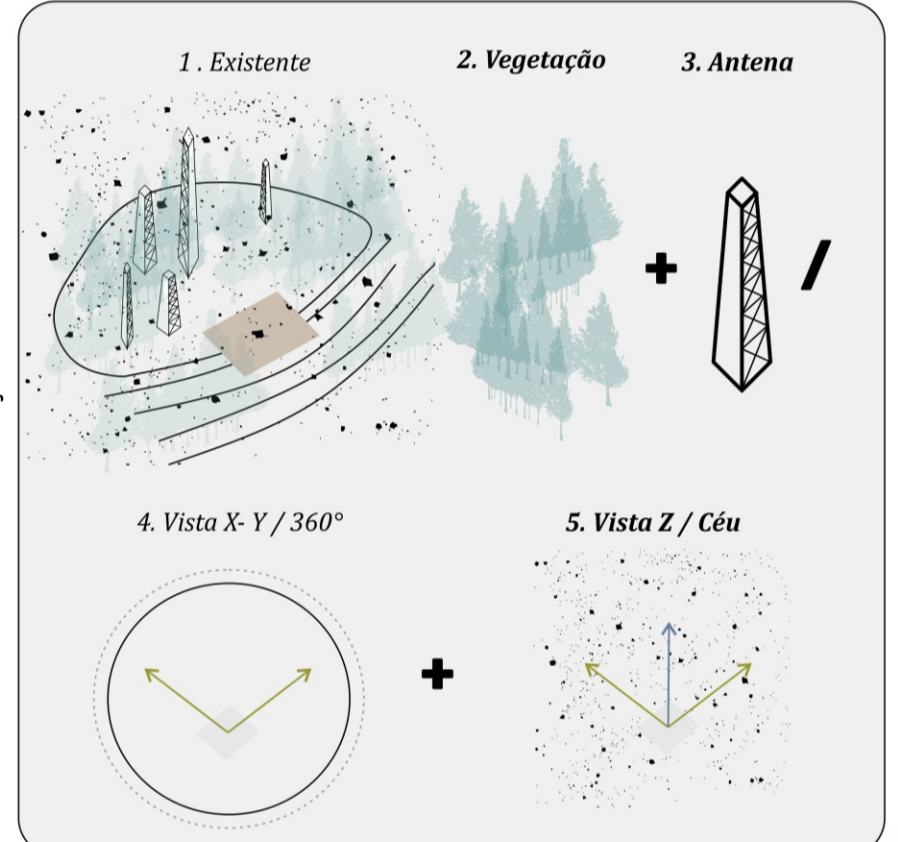 1 . Existente
2. Vegetação
3. Antena
4. Vista X- Y / 360°
5. Vista Z / Céu